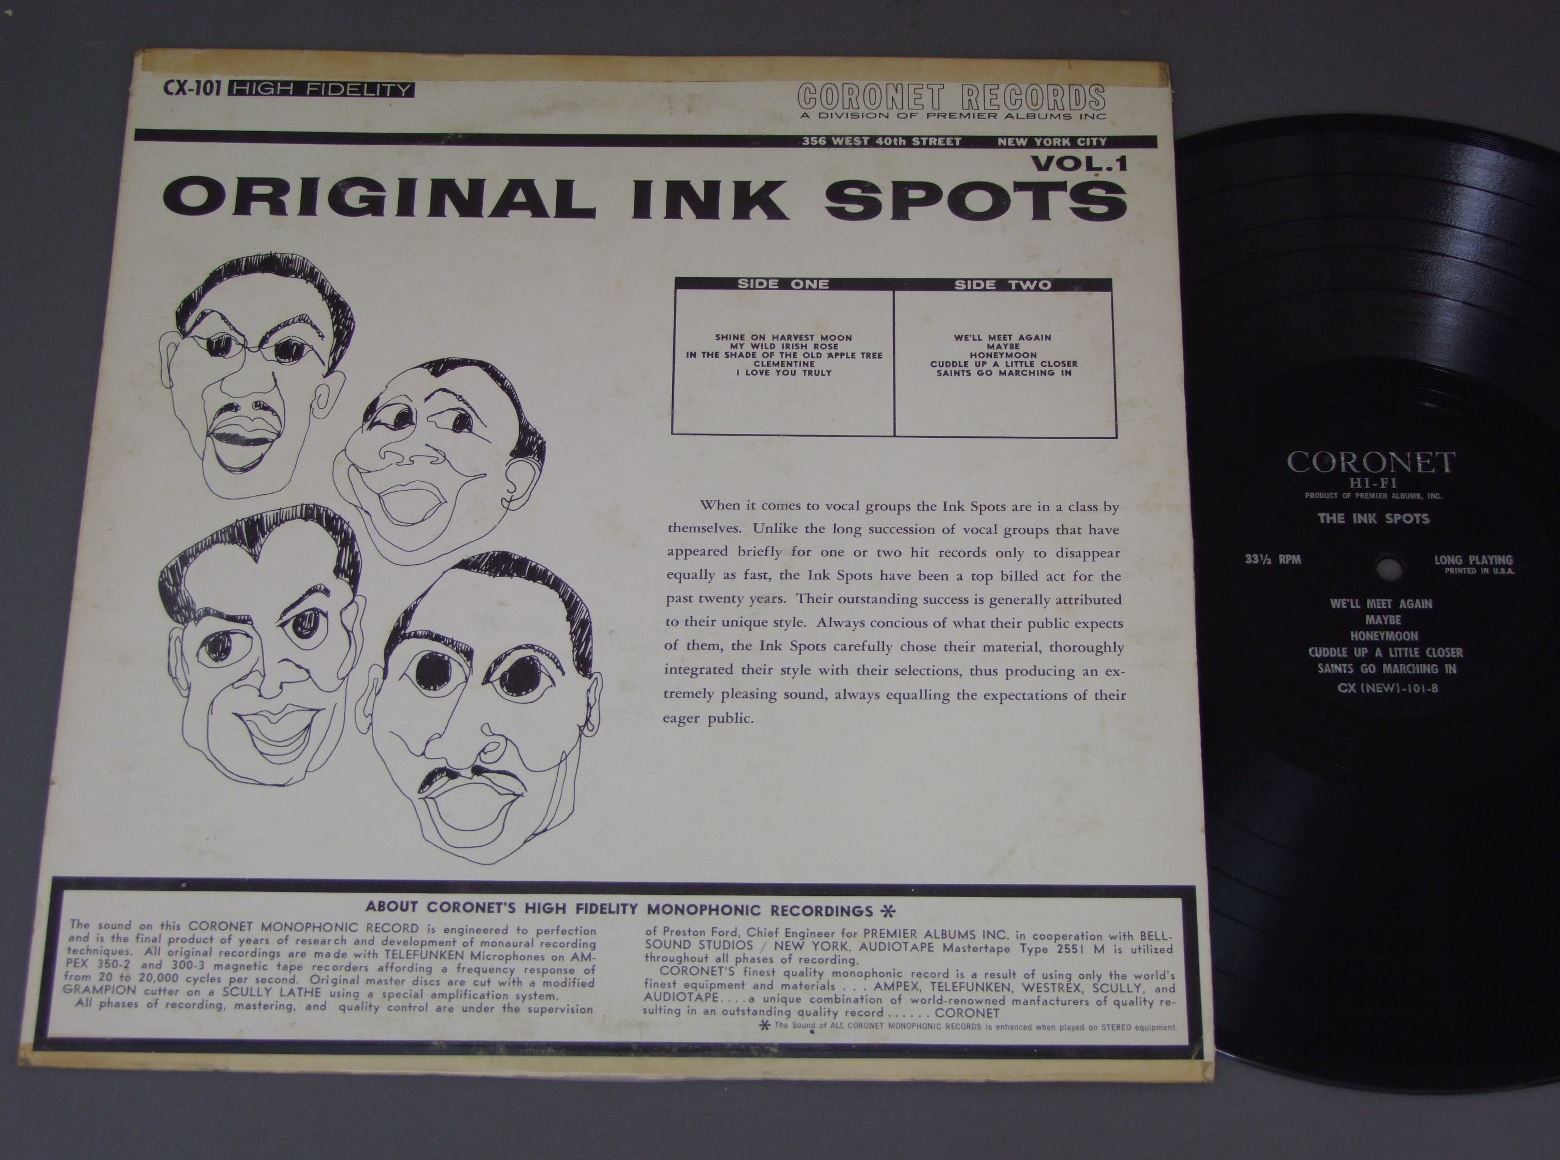 CX-101 HIGH FIDELITY
CORONET RECORDS
A DIVISION OF PREMIER ALBUMS INC
356 WEST 40th STREET NEW YORK CITY
VOL.1
ORIGINAL INK SPOTS
SIDE ONE
SHINE ON HARVEST MOON
MY WILD IRISH ROSE
IN THE SHADE OF THE OLD APPLE TREE
CLEMENTINE
I LOVE YOU TRULY
SIDE TWO
WE'LL MEET AGAIN
MAYBE
HONEYMOON
CUDDLE UP A LITTLE CLOSER
SAINTS GO MARCHING IN
When it comes to vocal groups the Ink Spots are in a class by
themselves. Unlike the long succession of vocal groups that have
appeared briefly for one or two hit records only to disappear
equally as fast, the Ink Spots have been a top billed act for the
past twenty years. Their outstanding success is generally attributed
to their unique style. Always concious of what their public expects
of them, the Ink Spots carefully chose their material, thoroughly
integrated their style with their selections, thus producing an ex-
tremely pleasing sound, always equalling the expectations of their
eager public.
ABOUT CORONET'S HIGH FIDELITY MONOPHONIC RECORDINGS *
The sound on this CORONET MONOPHONIC RECORD is engineered to perfection
and is the final product of years of research and development of monaural recording
techniques. All original recordings are made with TELEFUNKEN Microphones on AM-
PEX 350-2 and 300-3 magnetic tape recorders affording a frequency response of
from 20 to 20,000 cycles per second. Original master discs are cut with a modified
GRAMPION cutter on a SCULLY LATHE using a special amplification system.
All phases of recording, mastering, and quality control are under the supervision
of Preston Ford, Chief Engineer for PREMIER ALBUMS INC. in cooperation with BELL-
SOUND STUDIOS / NEW YORK. AUDIOTAPE Mastertape Type 2551 M is utilized
throughout all phases of recording.
CORONET'S finest quality monophonic record is a result of using only the world's
finest equipment and materials . . . AMPEX, TELEFUNKEN, WESTREX, SCULLY, and
AUDIOTAPE....a unique combination of world-renowned manfacturers of quality re-
sulting in an outstanding quality record ...... CORONET
* The Sound of ALL CORONET MONOPHONIC RECORDS is enhanced when played on STEREO equipment.
CORONET
HI-FI
PRODUCT OF PREMIER ALBUMS, INC.
THE INK SPOTS
33⅓ RPM
LONG PLAYING
PRINTED IN U.S.A.
WE'LL MEET AGAIN
MAYBE
HONEYMOON
CUDDLE UP A LITTLE CLOSER
SAINTS GO MARCHING IN
CX (NEW)-101-B